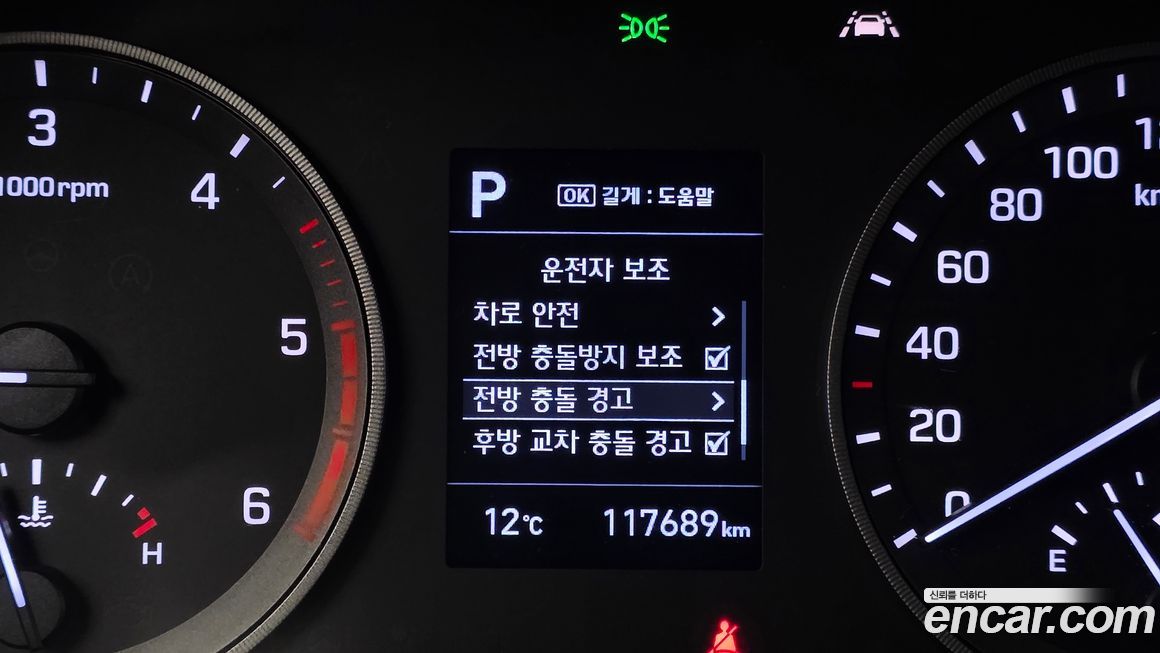 3
1000rpm
4
5
6
H
P
OK 길게 : 도움말
운전자 보조
차로 안전
전방 충돌방지 보조
전방 충돌 경고
후방 교차 충돌 경고
12℃ 117689km
100
80
60
40
20
0
E
A
신뢰를 더하다
encar.com